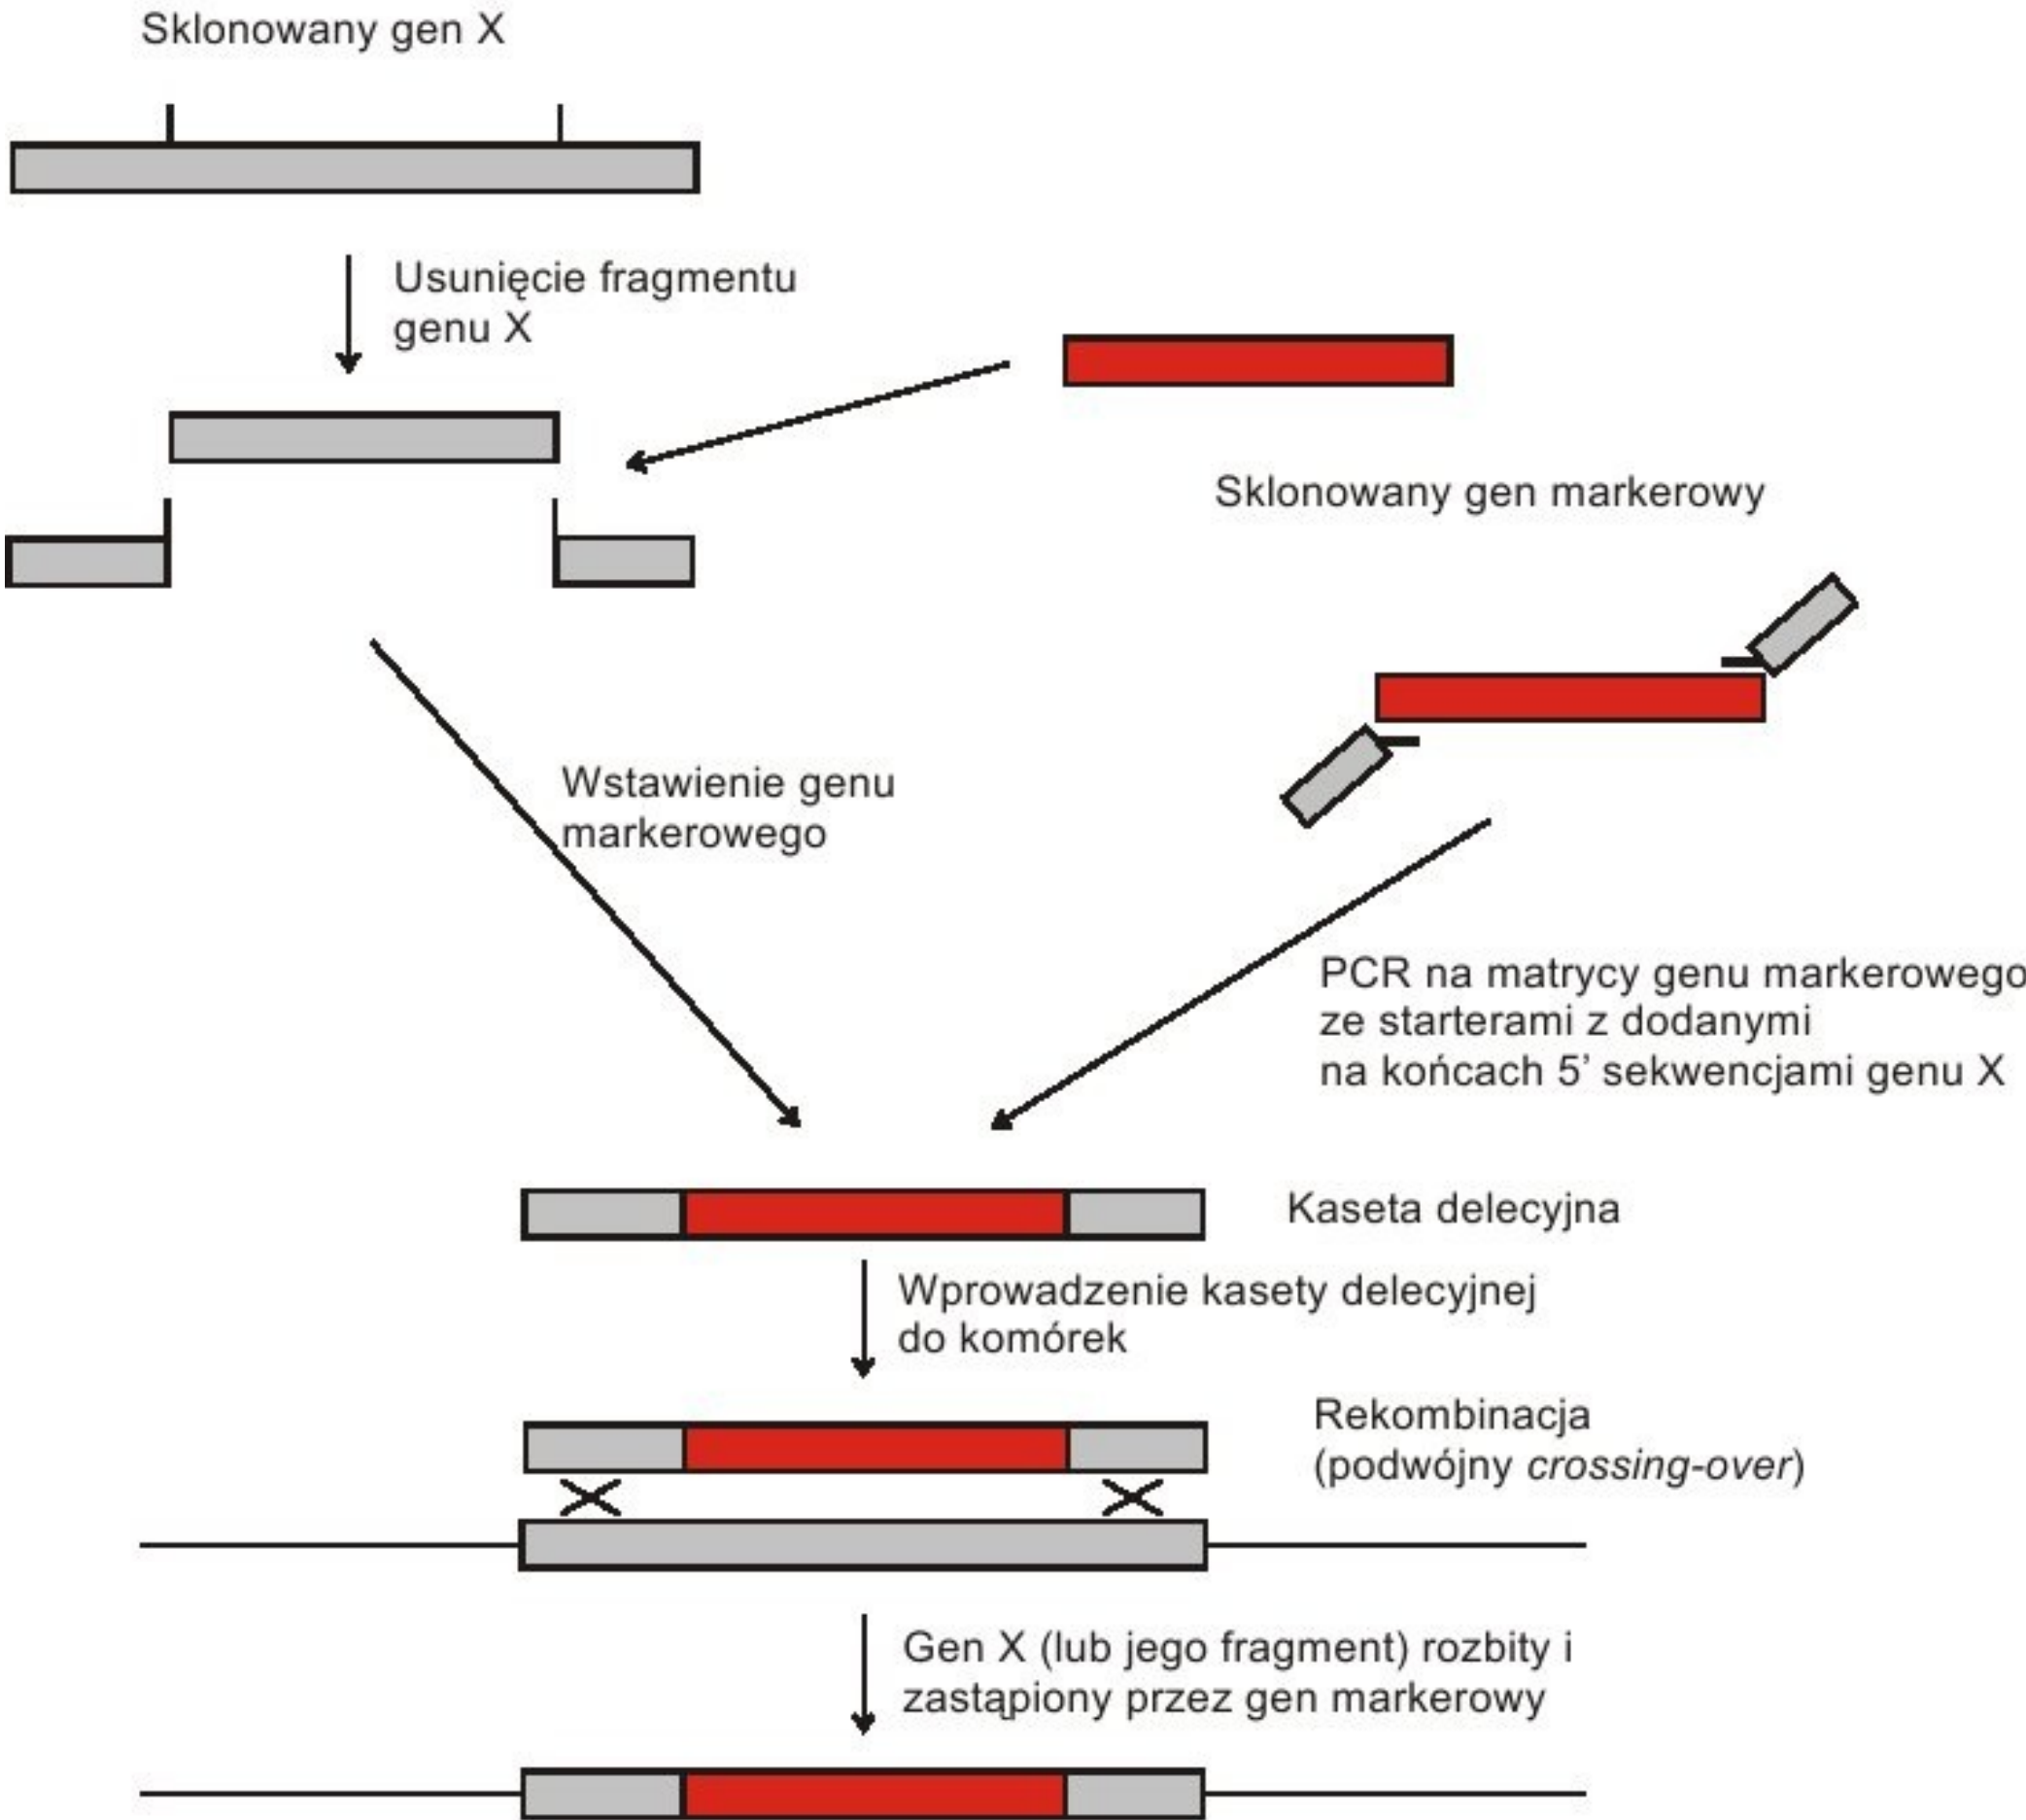 Sklonowany gen X
Usunięcie fragmentu
genu X
Sklonowany gen markerowy
Wstawienie genu
markerowego
PCR na matrycy genu markerowego
ze starterami z dodanymi
na końcach 5' sekwencjami genu X
Kaseta delecyjna
Wprowadzenie kasety delecyjnej
do komórek
Rekombinacja
(podwójny crossing-over)
Gen X (lub jego fragment) rozbity i
zastąpiony przez gen markerowy